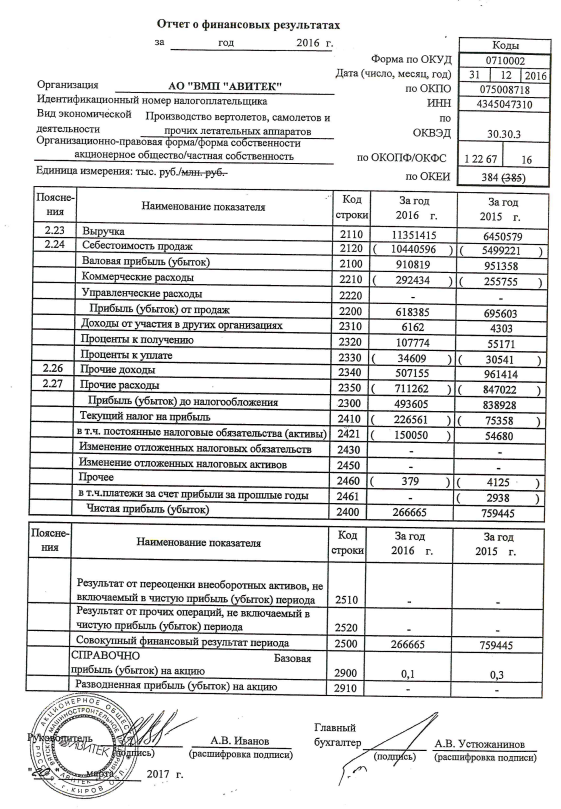 Отчет о финансовых результатах
за год 2016 г.
Коды
Форма по ОКУД 0710002
Дата (число, месяц, год) 31 12 2016
Организация АО "ВМП "АВИТЕК" по ОКПО 075008718
Идентификационный номер налогоплательщика ИНН 4345047310
Вид экономической Производство вертолетов, самолетов и по
деятельности прочих летательных аппаратов ОКВЭД 30.30.3
Организационно-правовая форма/форма собственности
акционерное общество/частная собственность по ОКОПФ/ОКФС 1 22 67 16
Единица измерения: тыс. руб./млн. руб. по ОКЕИ 384 (385)
Поясне- Наименование показателя Код За год За год
ния строки 2016 г. 2015 г.
2.23 Выручка 2110 11351415 6450579
2.24 Себестоимость продаж 2120 ( 10440596 ) ( 5499221 )
Валовая прибыль (убыток) 2100 910819 951358
Коммерческие расходы 2210 ( 292434 ) ( 255755 )
Управленческие расходы 2220 - -
Прибыль (убыток) от продаж 2200 618385 695603
Доходы от участия в других организациях 2310 6162 4303
Проценты к получению 2320 107774 55171
Проценты к уплате 2330 ( 34609 ) ( 30541 )
2.26 Прочие доходы 2340 507155 961414
2.27 Прочие расходы 2350 ( 711262 ) ( 847022 )
Прибыль (убыток) до налогообложения 2300 493605 838928
Текущий налог на прибыль 2410 ( 226561 ) ( 75358 )
в т.ч. постоянные налоговые обязательства (активы) 2421 ( 150050 ) 54680
Изменение отложенных налоговых обязательств 2430 - -
Изменение отложенных налоговых активов 2450 - -
Прочее 2460 ( 379 ) ( 4125 )
в т.ч.платежи за счет прибыли за прошлые годы 2461 - ( 2938 )
Чистая прибыль (убыток) 2400 266665 759445
Поясне- Наименование показателя Код За год За год
ния строки 2016 г. 2015 г.
Результат от переоценки внеоборотных активов, не
включаемый в чистую прибыль (убыток) периода 2510 - -
Результат от прочих операций, не включаемый в
чистую прибыль (убыток) периода 2520 - -
Совокупный финансовый результат периода 2500 266665 759445
СПРАВОЧНО Базовая
прибыль (убыток) на акцию 2900 0,1 0,3
Разводненная прибыль (убыток) на акцию 2910 - -
Руководитель А.В. Иванов
(подпись) (расшифровка подписи)
Главный
бухгалтер А.В. Устюжанинов
(подпись) (расшифровка подписи)
марта 2017 г.
АВИТЕК